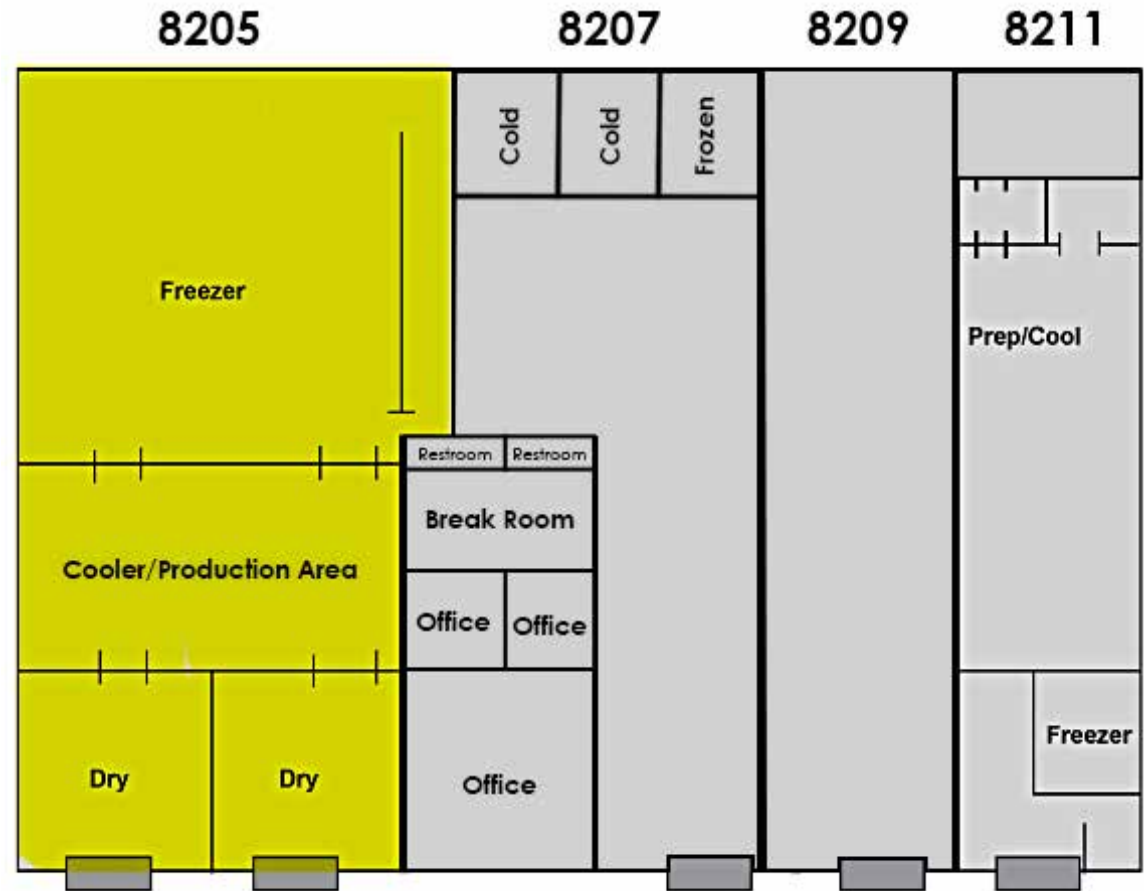 8205
8207
8209
8211
Cold
Cold
Frozen
Freezer
Prep/Cool
Restroom
Restroom
Break Room
Cooler/Production Area
Office
Office
Freezer
Dry
Dry
Office